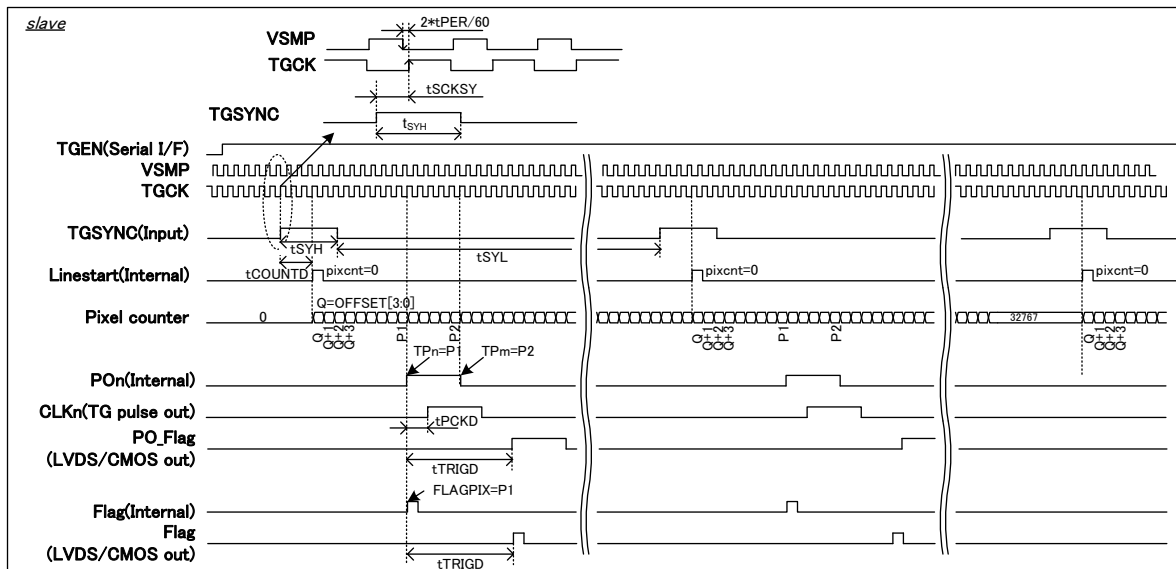 slave
2*tPER/60
VSMP
TGCK
tSCKSY
TGSYNC
tSYH
TGEN(Serial I/F)
VSMP
TGCK
TGSYNC(Input)
tSYH
tSYL
Linestart(Internal)
tCOUNTD
pixcnt=0
pixcnt=0
pixcnt=0
Q=OFFSET[3:0]
Pixel counter
0
32767
Q
Q+1
Q+2
Q+3
P1
P2
Q
Q+1
Q+2
Q+3
P1
P2
Q
Q+1
Q+2
Q+3
TPn=P1
TPm=P2
POn(Internal)
CLKn(TG pulse out)
tPCKD
PO_Flag
(LVDS/CMOS out)
tTRIGD
FLAGPIX=P1
Flag(Internal)
Flag
(LVDS/CMOS out)
tTRIGD